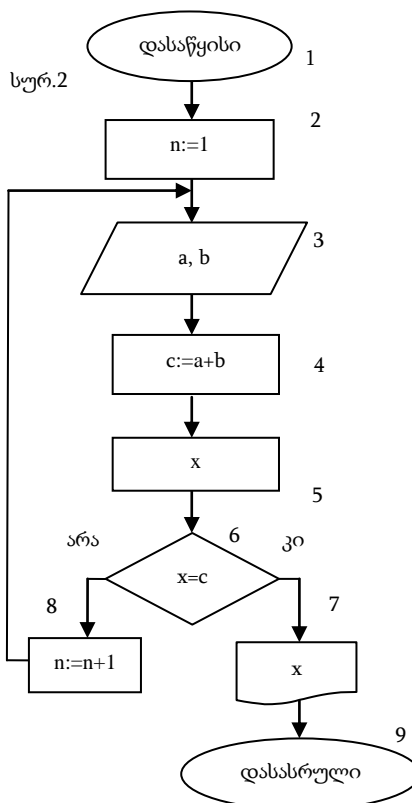 დასაწყისი
1
სურ.2
2
n:=1
3
a, b
c:=a+b
4
x
5
6
არა
კი
x=c
8
7
n:=n+1
x
9
დასასრული